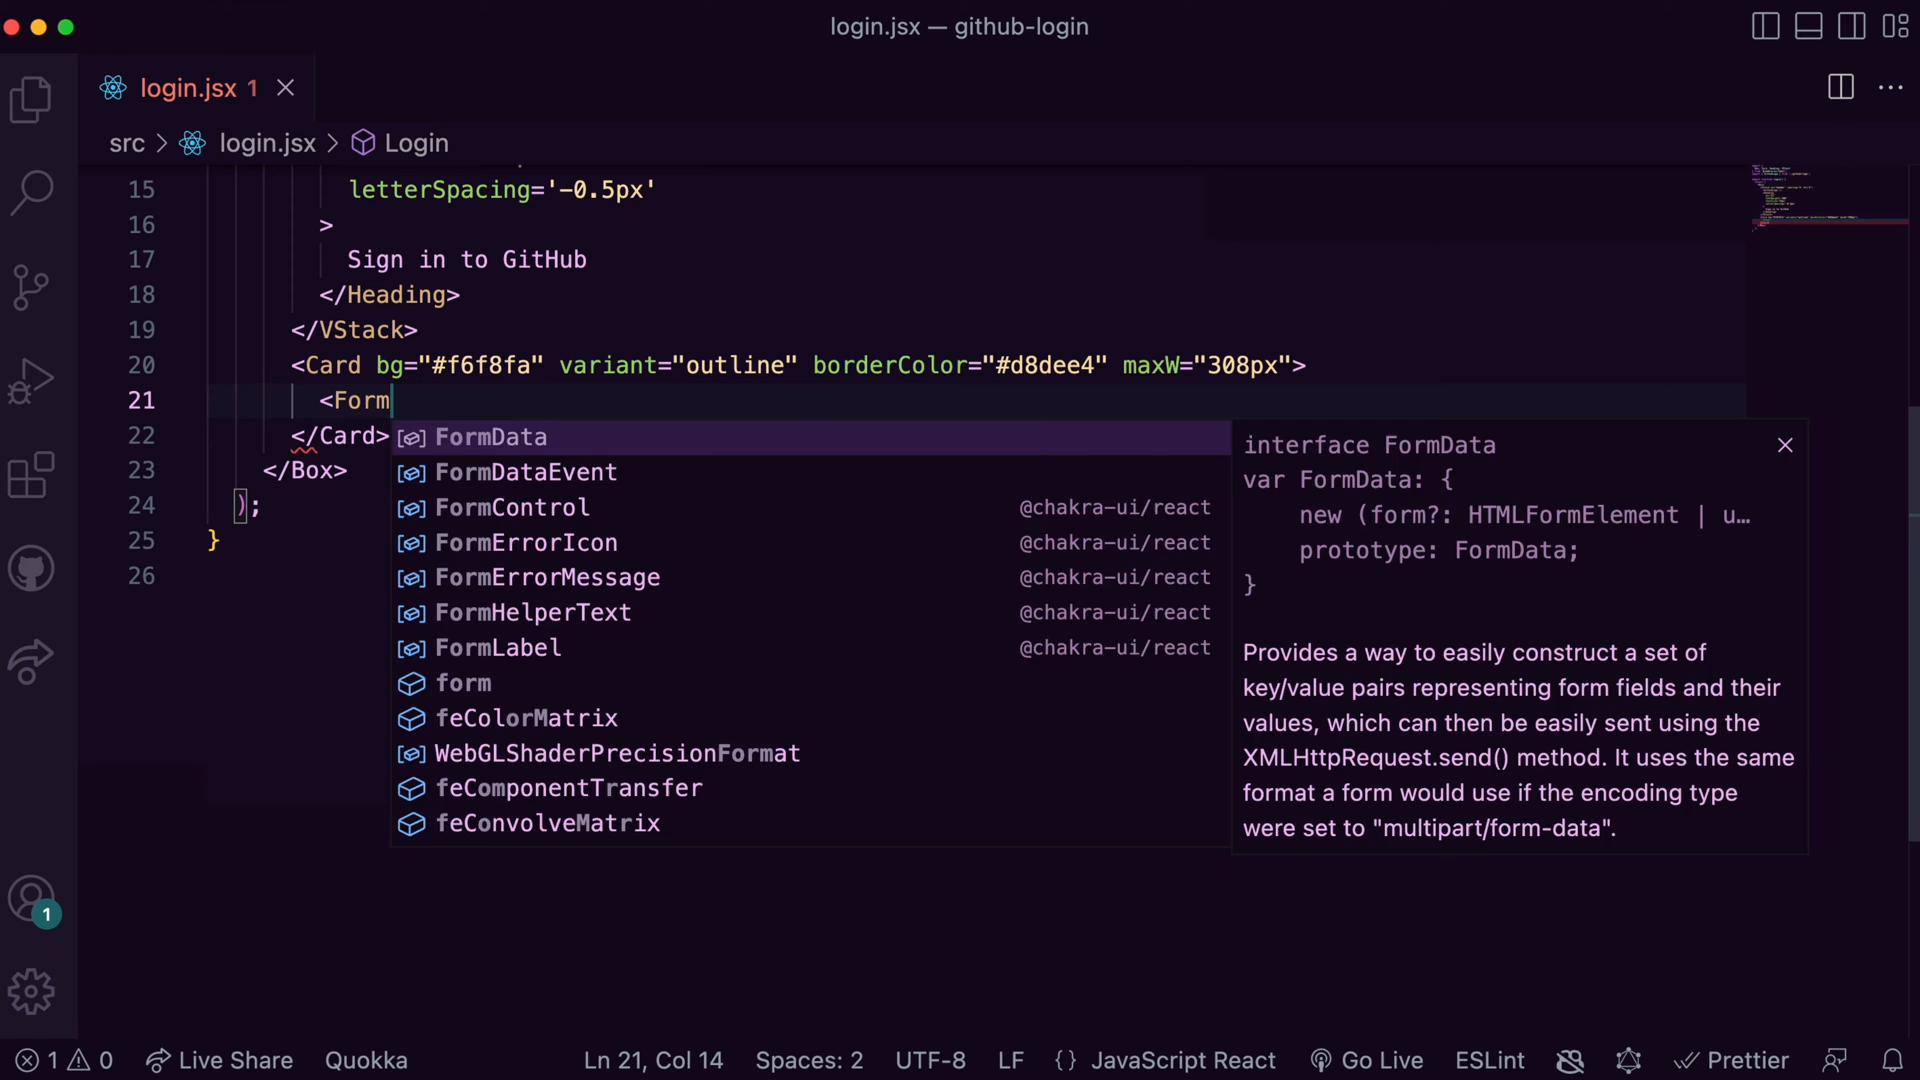 login.jsx — github-login
login.jsx 1
src > login.jsx > Login
15 letterSpacing='-0.5px'
16 >
17 Sign in to GitHub
18 </Heading>
19 </VStack>
20 <Card bg="#f6f8fa" variant="outline" borderColor="#d8dee4" maxW="308px">
21 <Form
22 </Card>
23 </Box>
24 );
25 }
26
FormData
FormDataEvent
FormControl @chakra-ui/react
FormErrorIcon @chakra-ui/react
FormErrorMessage @chakra-ui/react
FormHelperText @chakra-ui/react
FormLabel @chakra-ui/react
form
feColorMatrix
WebGLShaderPrecisionFormat
feComponentTransfer
feConvolveMatrix
interface FormData
var FormData: {
new (form?: HTMLFormElement | u…
prototype: FormData;
}
Provides a way to easily construct a set of
key/value pairs representing form fields and their
values, which can then be easily sent using the
XMLHttpRequest.send() method. It uses the same
format a form would use if the encoding type
were set to "multipart/form-data".
1
1 0 Live Share Quokka Ln 21, Col 14 Spaces: 2 UTF-8 LF {} JavaScript React Go Live ESLint Prettier